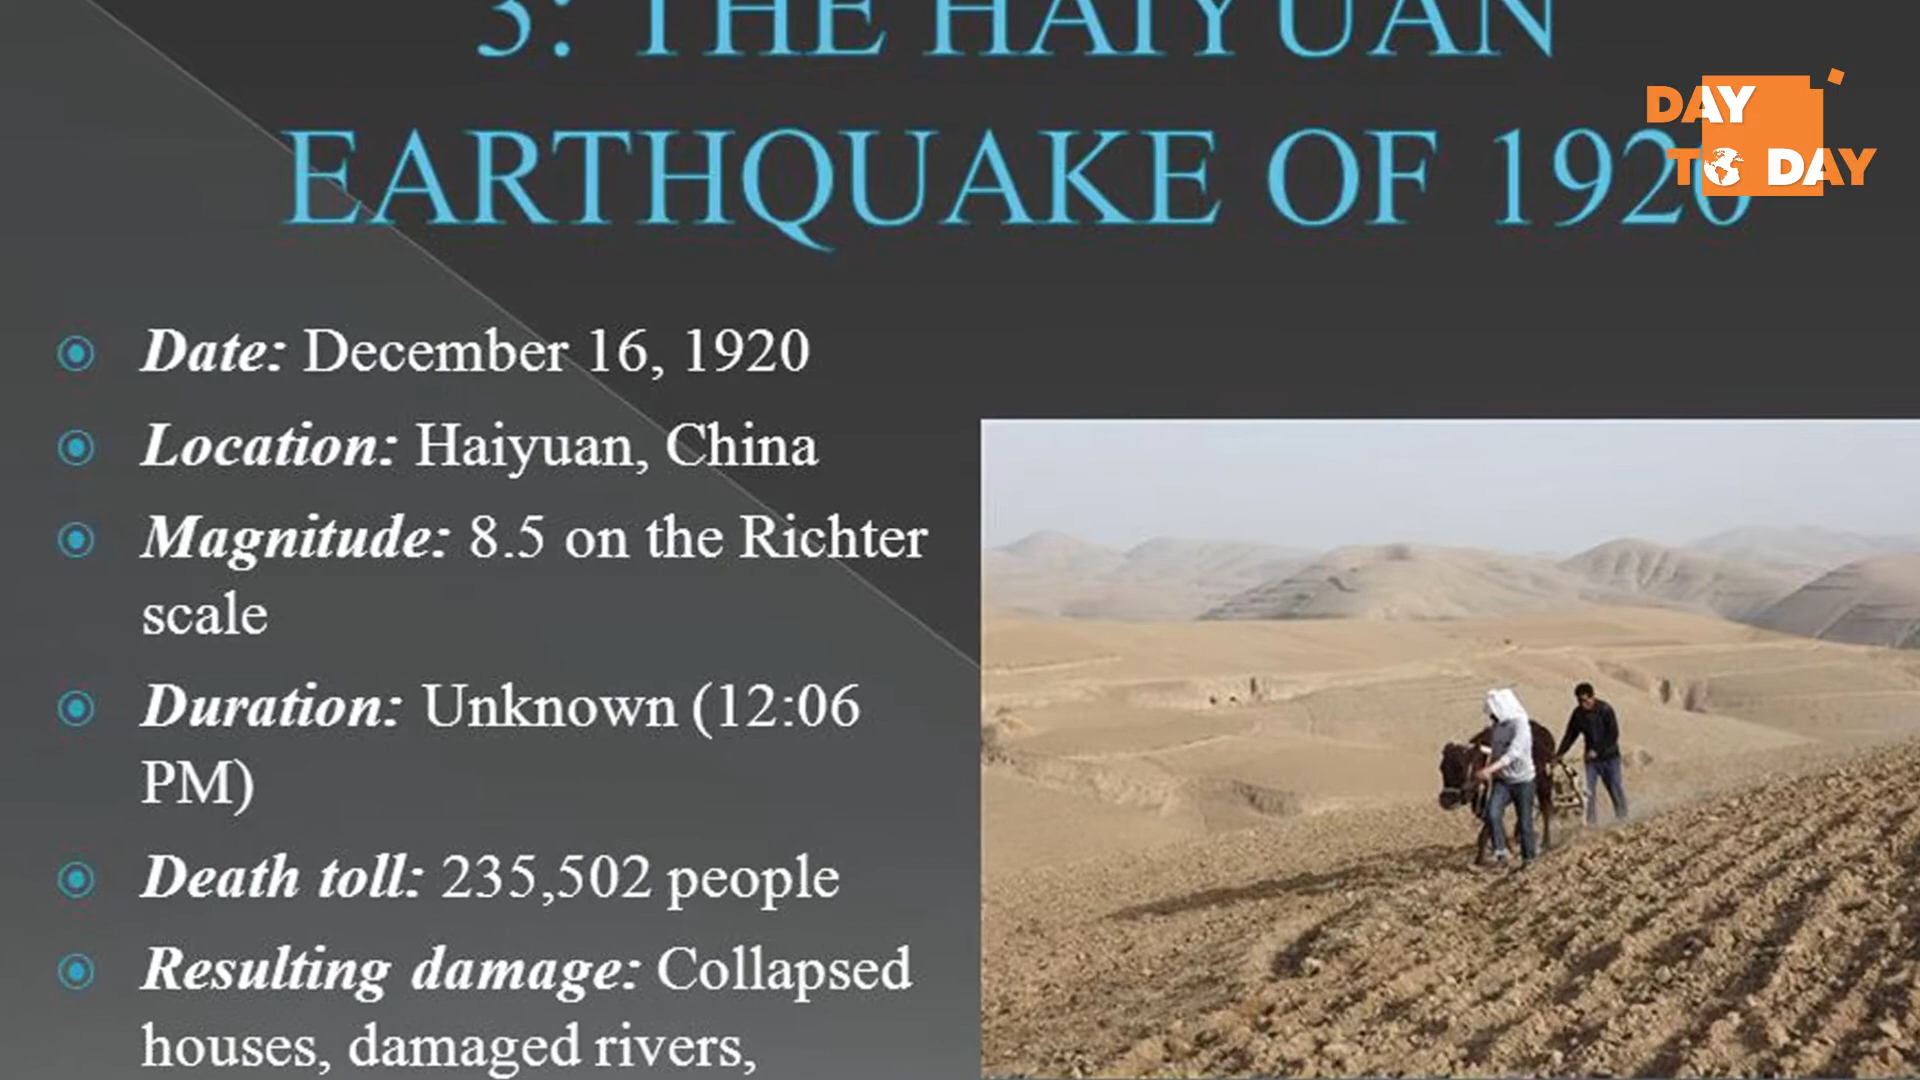 3: THE HAIYUAN
EARTHQUAKE OF 1920
DAY
TO DAY
Date: December 16, 1920
Location: Haiyuan, China
Magnitude: 8.5 on the Richter
scale
Duration: Unknown (12:06
PM)
Death toll: 235,502 people
Resulting damage: Collapsed
houses, damaged rivers,